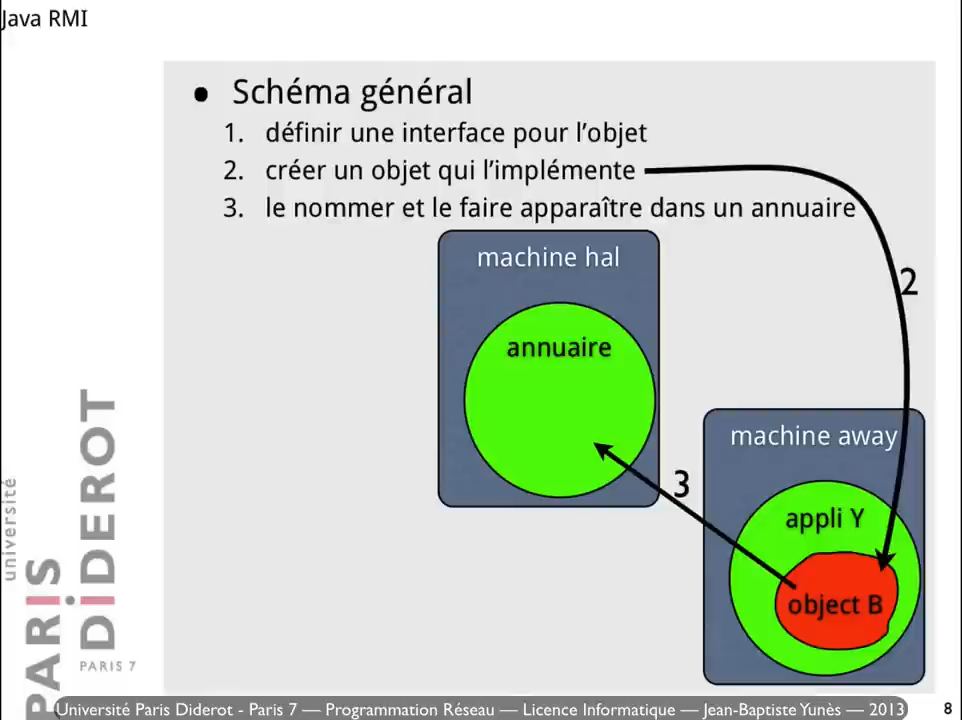 Java RMI
• Schéma général
1. définir une interface pour l'objet
2. créer un objet qui l'implémente
3. le nommer et le faire apparaître dans un annuaire
machine hal
2
annuaire
machine away
3
appli Y
object B
université
PARIS
DIDEROT
PARIS 7
Université Paris Diderot - Paris 7 — Programmation Réseau — Licence Informatique — Jean-Baptiste Yunès — 2013
8